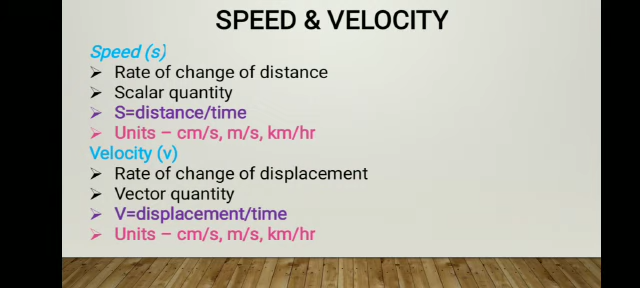 SPEED & VELOCITY
Speed (s)
➢ Rate of change of distance
➢ Scalar quantity
➢ S=distance/time
➢ Units – cm/s, m/s, km/hr
Velocity (v)
➢ Rate of change of displacement
➢ Vector quantity
➢ V=displacement/time
➢ Units – cm/s, m/s, km/hr